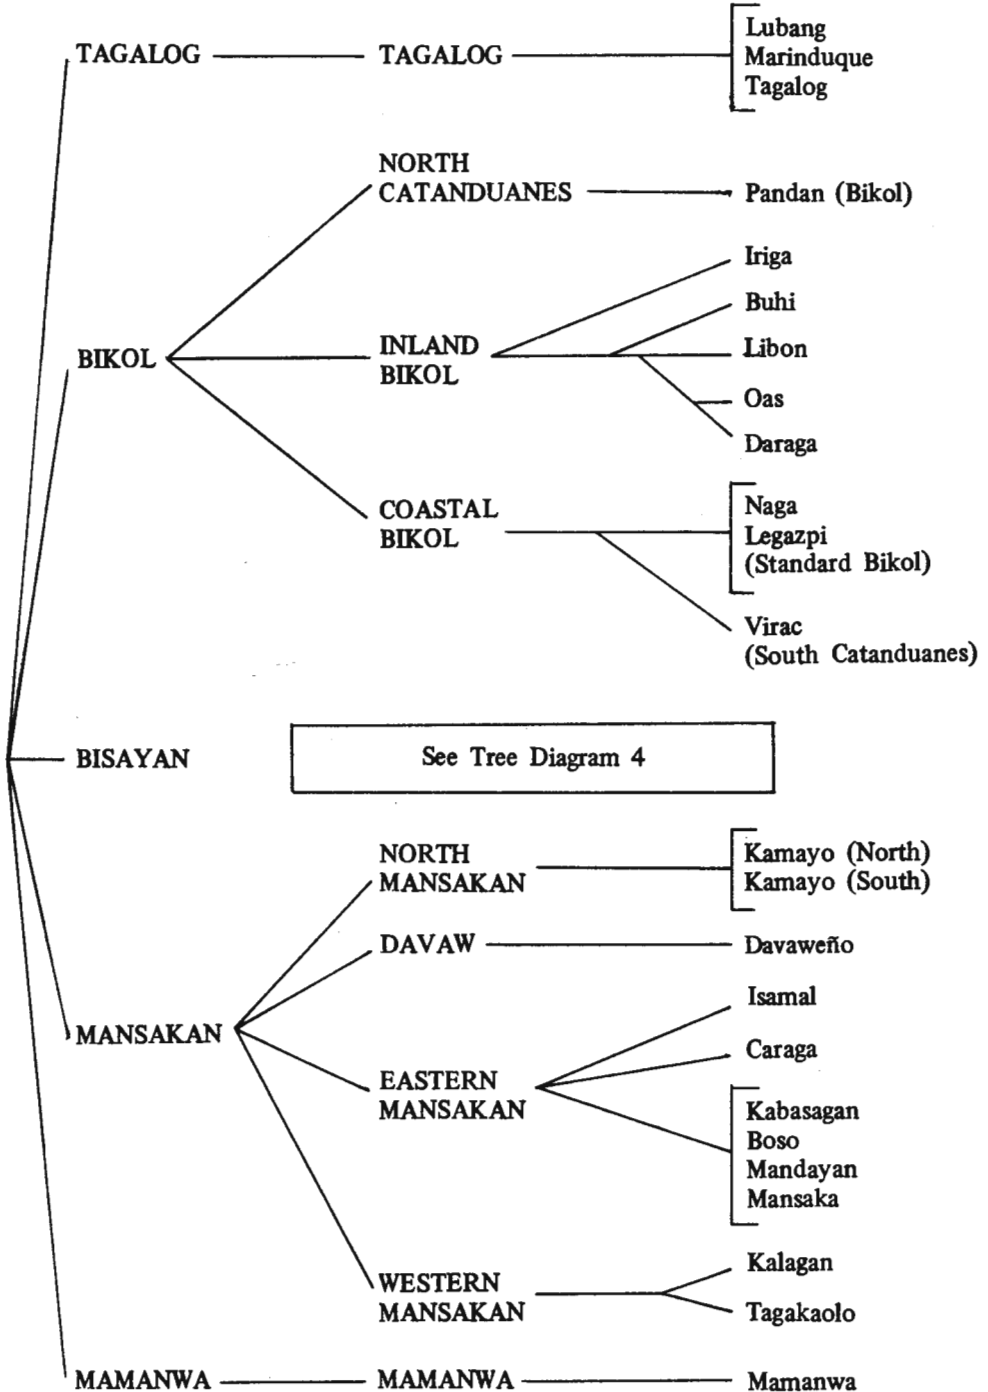 TAGALOG
TAGALOG
Lubang
Marinduque
Tagalog
BIKOL
NORTH
CATANDUANES
Pandan (Bikol)
INLAND
BIKOL
Iriga
Buhi
Libon
Oas
Daraga
COASTAL
BIKOL
Naga
Legazpi
(Standard Bikol)
Virac
(South Catanduanes)
BISAYAN
See Tree Diagram 4
MANSAKAN
NORTH
MANSAKAN
Kamayo (North)
Kamayo (South)
DAVAW
Davaweño
EASTERN
MANSAKAN
Isamal
Caraga
Kabasagan
Boso
Mandayan
Mansaka
WESTERN
MANSAKAN
Kalagan
Tagakaolo
MAMANWA
MAMANWA
Mamanwa